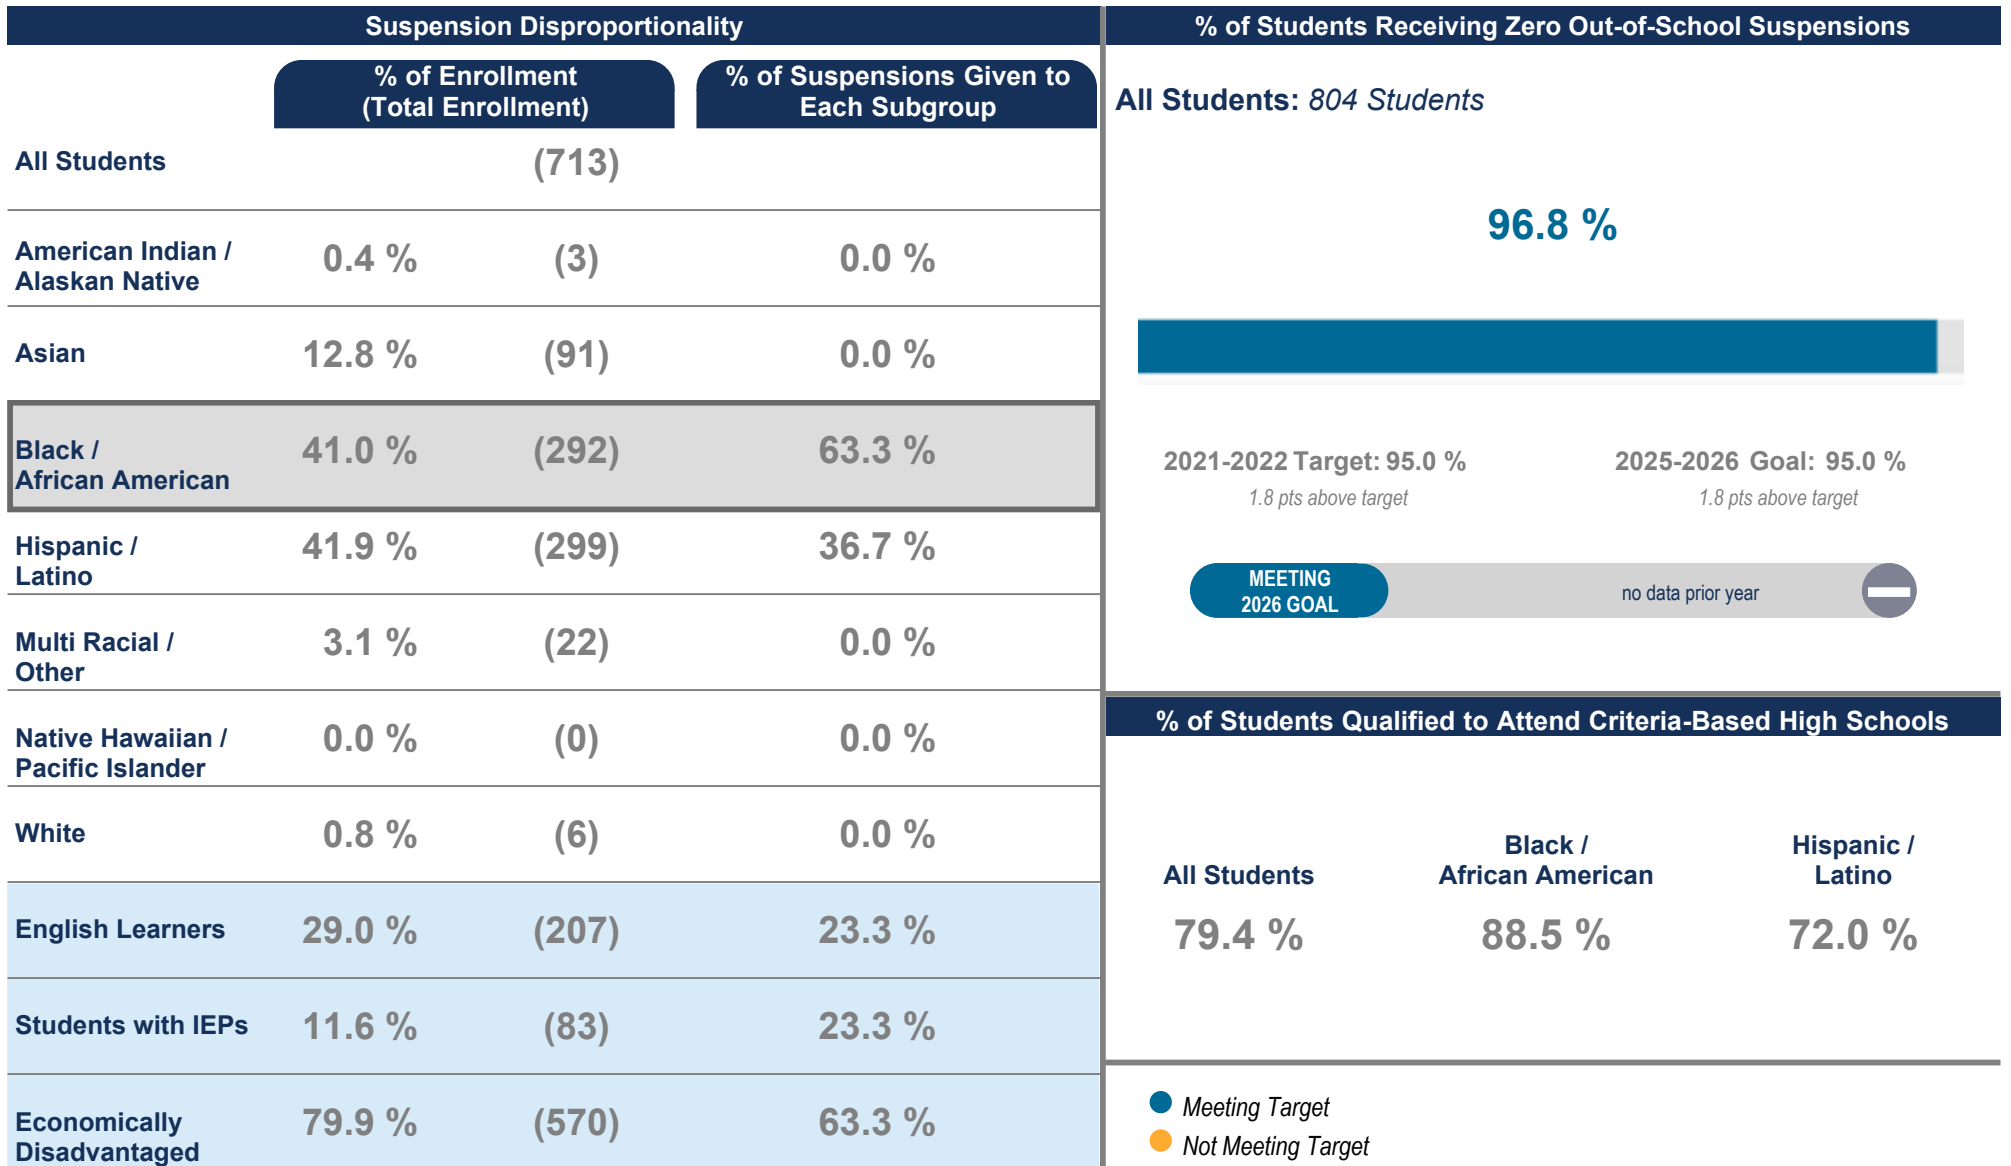 Suspension Disproportionality
% of Enrollment
(Total Enrollment)
% of Suspensions Given to
Each Subgroup
All Students
(713)
American Indian /
Alaskan Native
0.4 % (3) 0.0 %
Asian 12.8 % (91) 0.0 %
Black /
African American
41.0 % (292) 63.3 %
Hispanic /
Latino
41.9 % (299) 36.7 %
Multi Racial /
Other
3.1 % (22) 0.0 %
Native Hawaiian /
Pacific Islander
0.0 % (0) 0.0 %
White 0.8 % (6) 0.0 %
English Learners 29.0 % (207) 23.3 %
Students with IEPs 11.6 % (83) 23.3 %
Economically
Disadvantaged
79.9 % (570) 63.3 %
% of Students Receiving Zero Out-of-School Suspensions
All Students: 804 Students
96.8 %
2021-2022 Target: 95.0 %
1.8 pts above target
2025-2026 Goal: 95.0 %
1.8 pts above target
MEETING
2026 GOAL
no data prior year
% of Students Qualified to Attend Criteria-Based High Schools
All Students
79.4 %
Black /
African American
88.5 %
Hispanic /
Latino
72.0 %
Meeting Target
Not Meeting Target